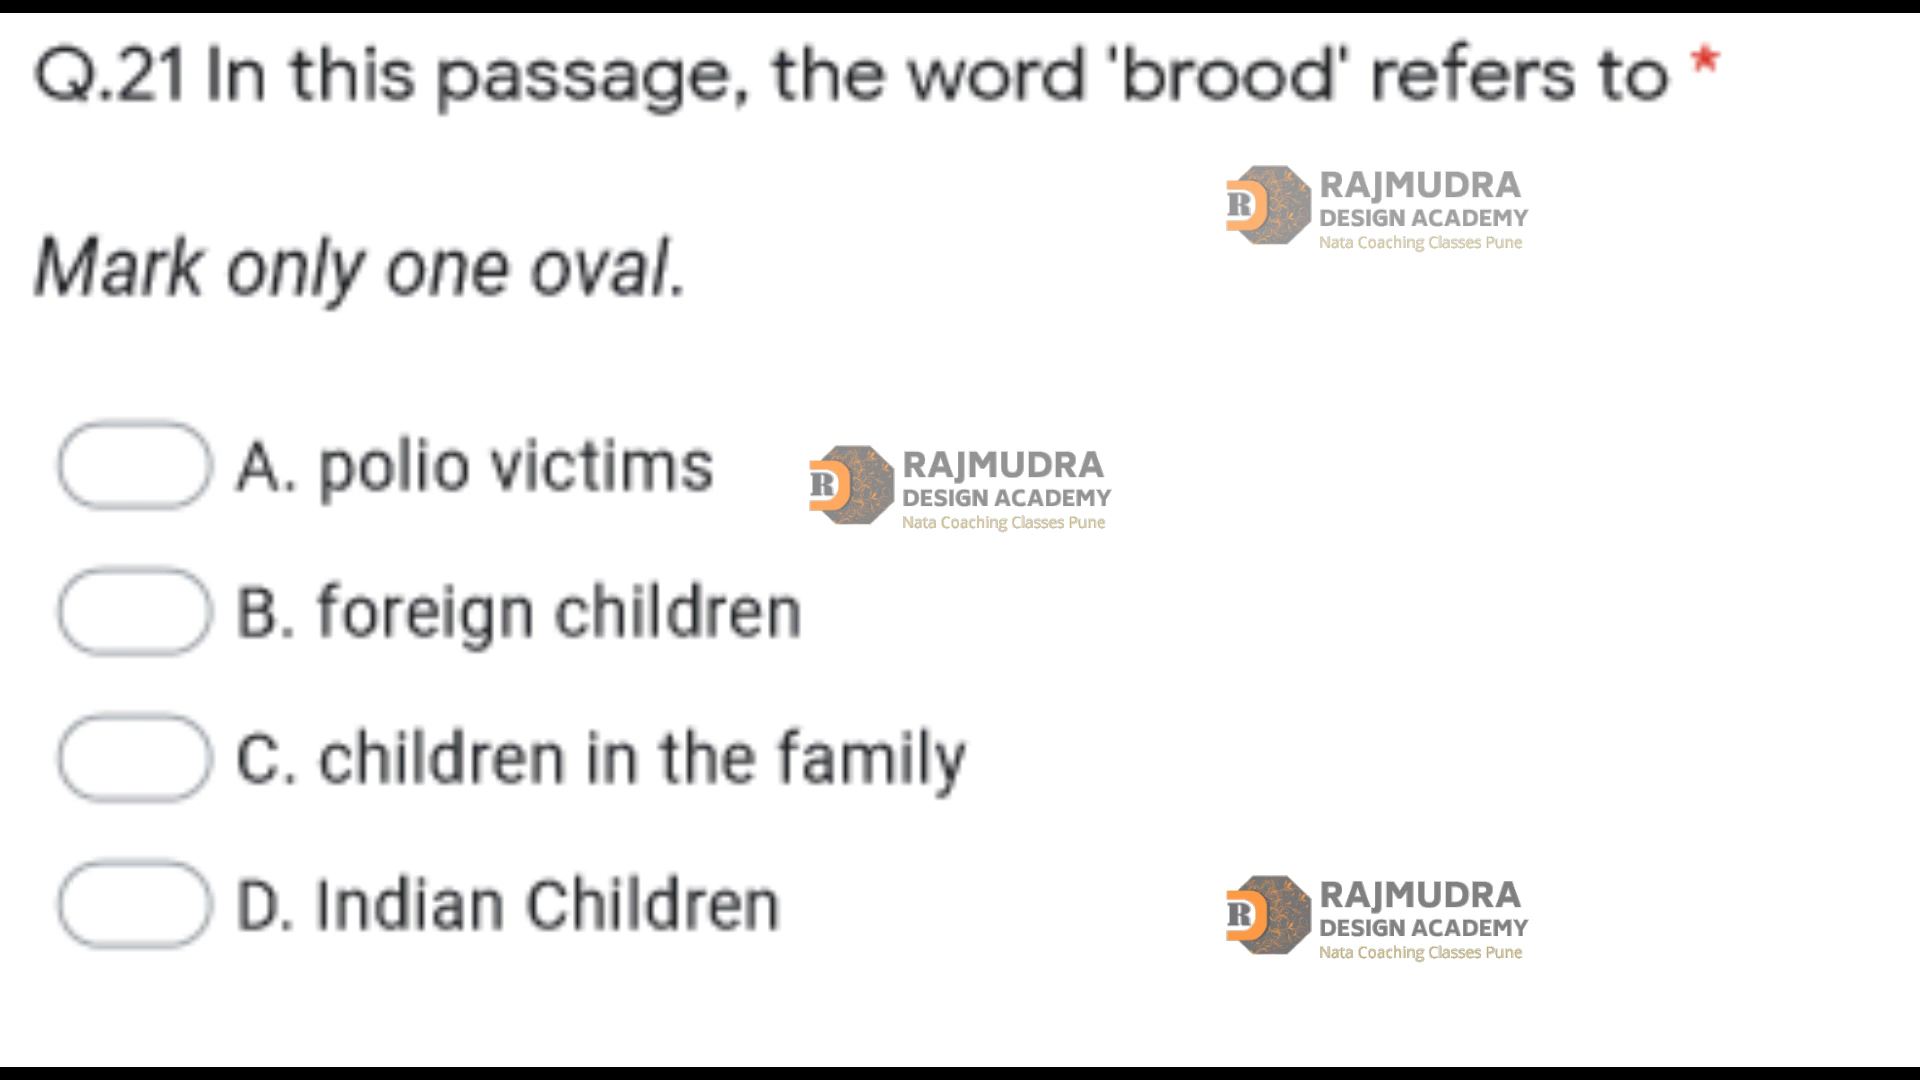 Q.21 In this passage, the word 'brood' refers to *
RAJMUDRA
DESIGN ACADEMY
Nata Coaching Classes Pune
Mark only one oval.
A. polio victims
RAJMUDRA
DESIGN ACADEMY
Nata Coaching Classes Pune
B. foreign children
C. children in the family
D. Indian Children
RAJMUDRA
DESIGN ACADEMY
Nata Coaching Classes Pune